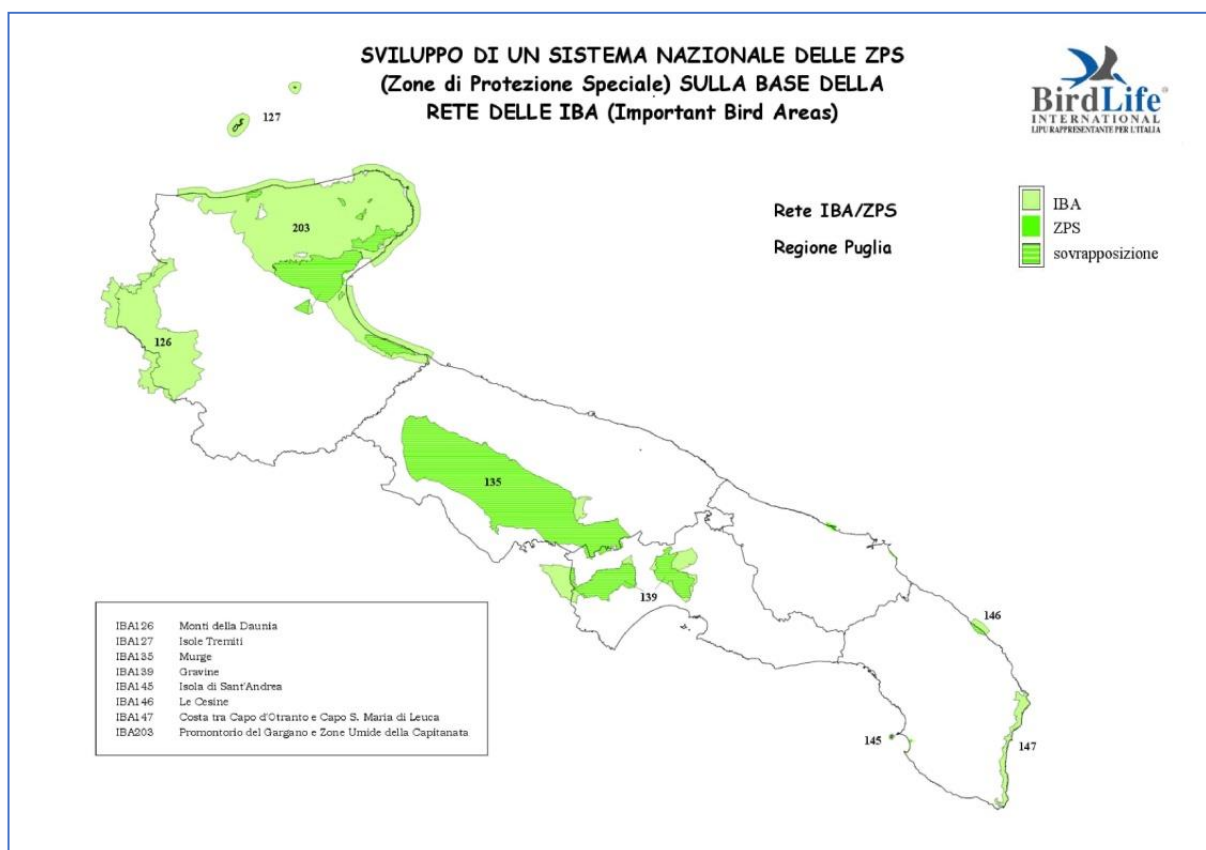 SVILUPPO DI UN SISTEMA NAZIONALE DELLE ZPS
(Zone di Protezione Speciale) SULLA BASE DELLA
RETE DELLE IBA (Important Bird Areas)
BirdLife®
INTERNATIONAL
LIPU RAPPRESENTANTE PER L'ITALIA
Rete IBA/ZPS
Regione Puglia
IBA
ZPS
sovrapposizione
127
203
126
135
139
146
145
147
IBA126 Monti della Daunia
IBA127 Isole Tremiti
IBA135 Murge
IBA139 Gravine
IBA145 Isola di Sant'Andrea
IBA146 Le Cesine
IBA147 Costa tra Capo d'Otranto e Capo S. Maria di Leuca
IBA203 Promontorio del Gargano e Zone Umide della Capitanata